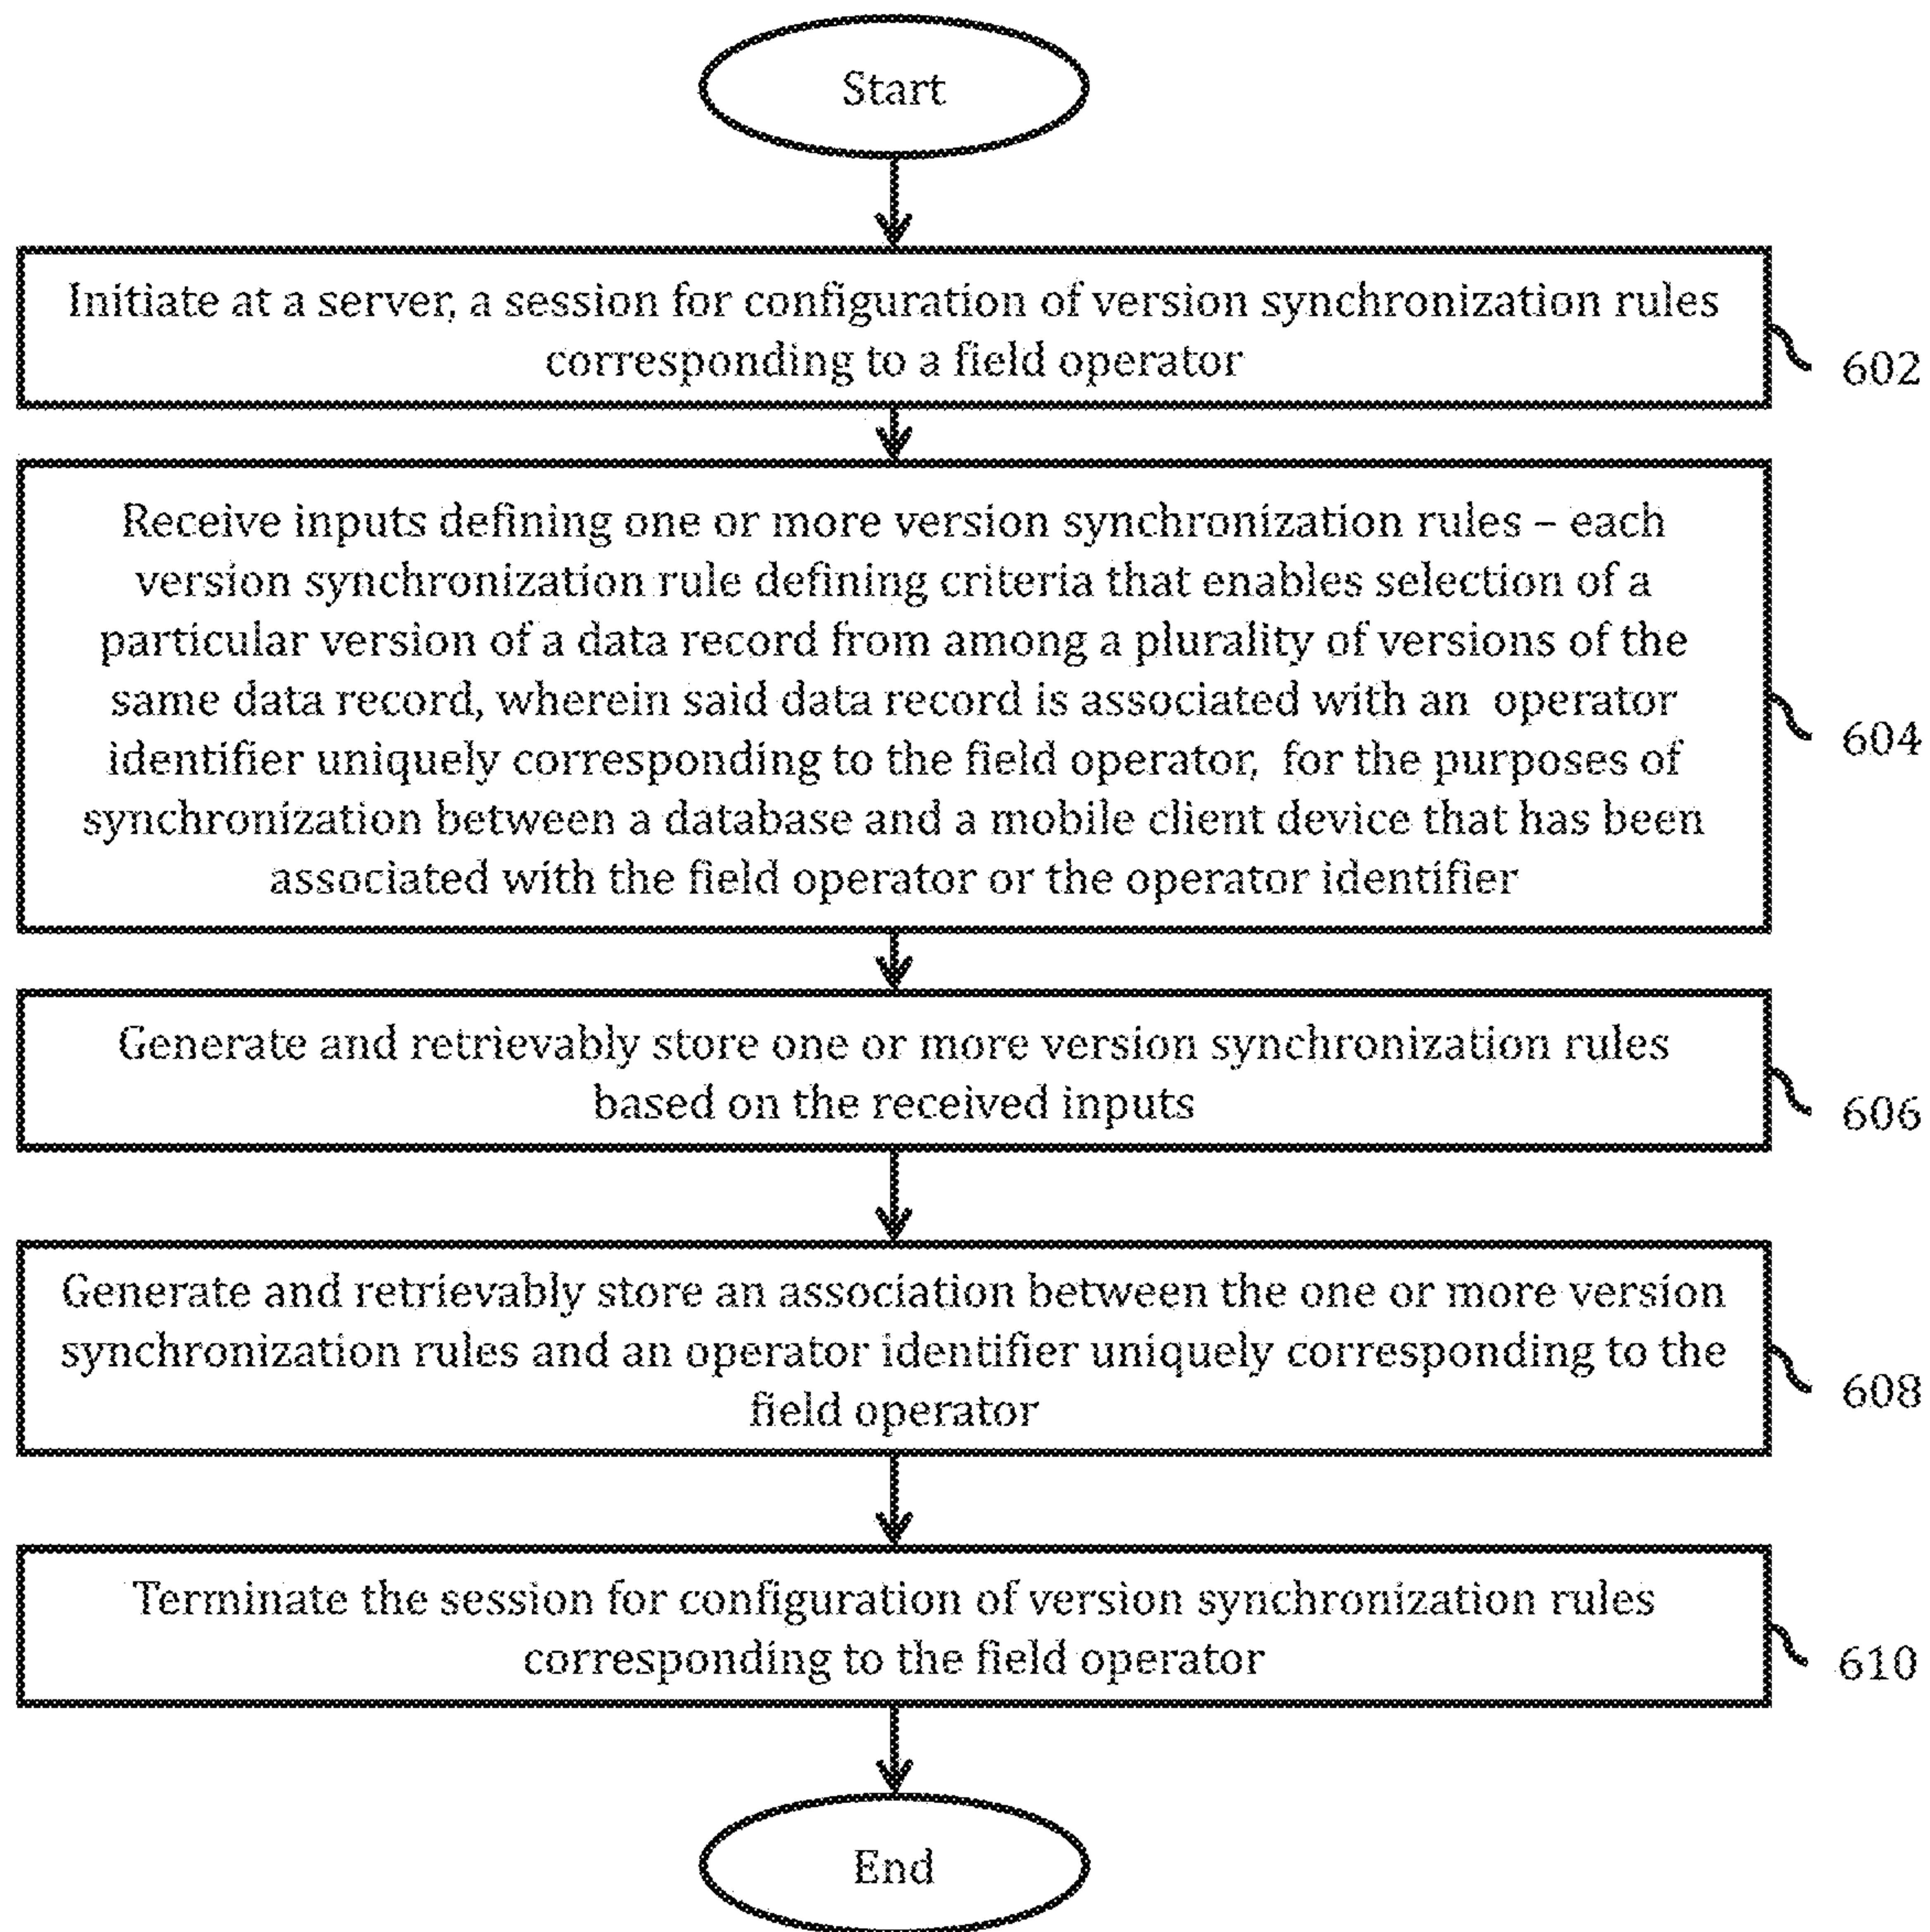 Start
Initiate at a server, a session for configuration of version synchronization rules
corresponding to a field operator
602
Receive inputs defining one or more version synchronization rules – each
version synchronization rule defining criteria that enables selection of a
particular version of a data record from among a plurality of versions of the
same data record, wherein said data record is associated with an operator
identifier uniquely corresponding to the field operator, for the purposes of
synchronization between a database and a mobile client device that has been
associated with the field operator or the operator identifier
604
Generate and retrievably store one or more version synchronization rules
based on the received inputs
606
Generate and retrievably store an association between the one or more version
synchronization rules and an operator identifier uniquely corresponding to the
field operator
608
Terminate the session for configuration of version synchronization rules
corresponding to the field operator
610
End